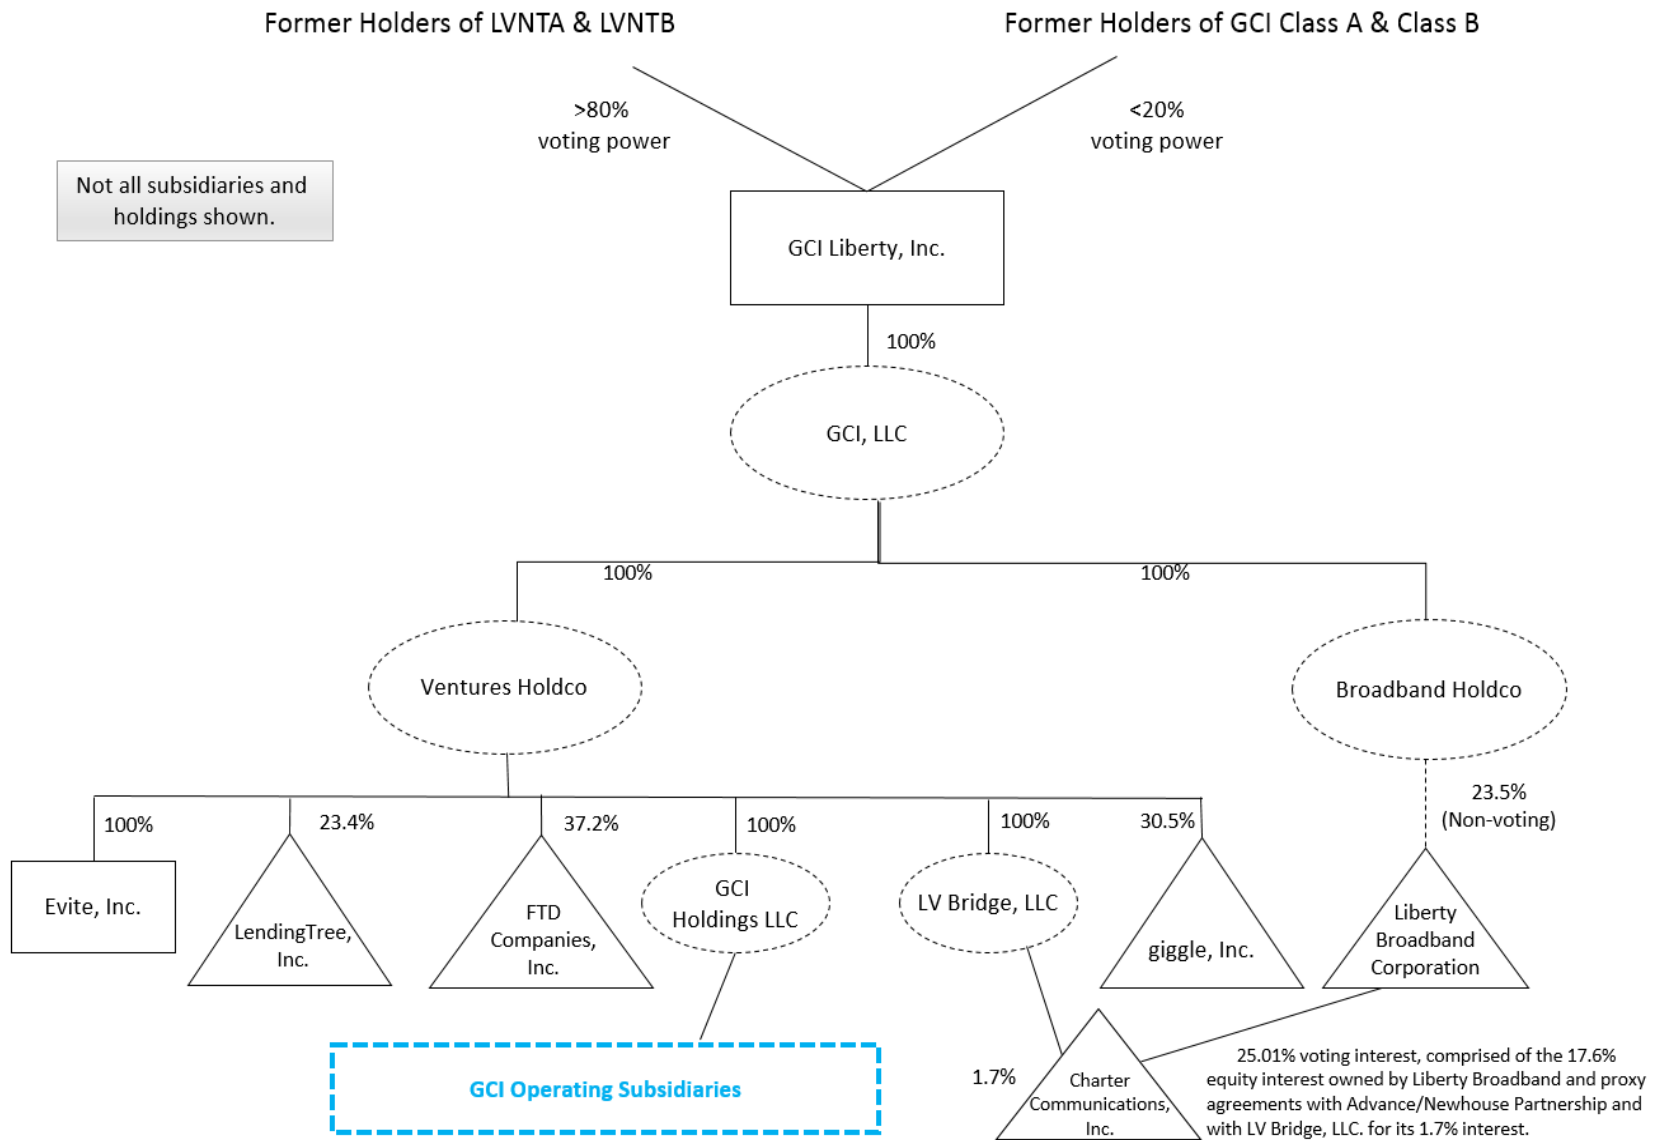 Former Holders of LVNTA & LVNTB
Former Holders of GCI Class A & Class B
>80%
voting power
<20%
voting power
Not all subsidiaries and
holdings shown.
GCI Liberty, Inc.
100%
GCI, LLC
100%
100%
Ventures Holdco
Broadband Holdco
100%
23.4%
37.2%
100%
100%
30.5%
23.5%
(Non-voting)
Evite, Inc.
LendingTree,
Inc.
FTD
Companies,
Inc.
GCI
Holdings LLC
LV Bridge, LLC
giggle, Inc.
Liberty
Broadband
Corporation
GCI Operating Subsidiaries
1.7%
Charter
Communications,
Inc.
25.01% voting interest, comprised of the 17.6%
equity interest owned by Liberty Broadband and proxy
agreements with Advance/Newhouse Partnership and
with LV Bridge, LLC. for its 1.7% interest.